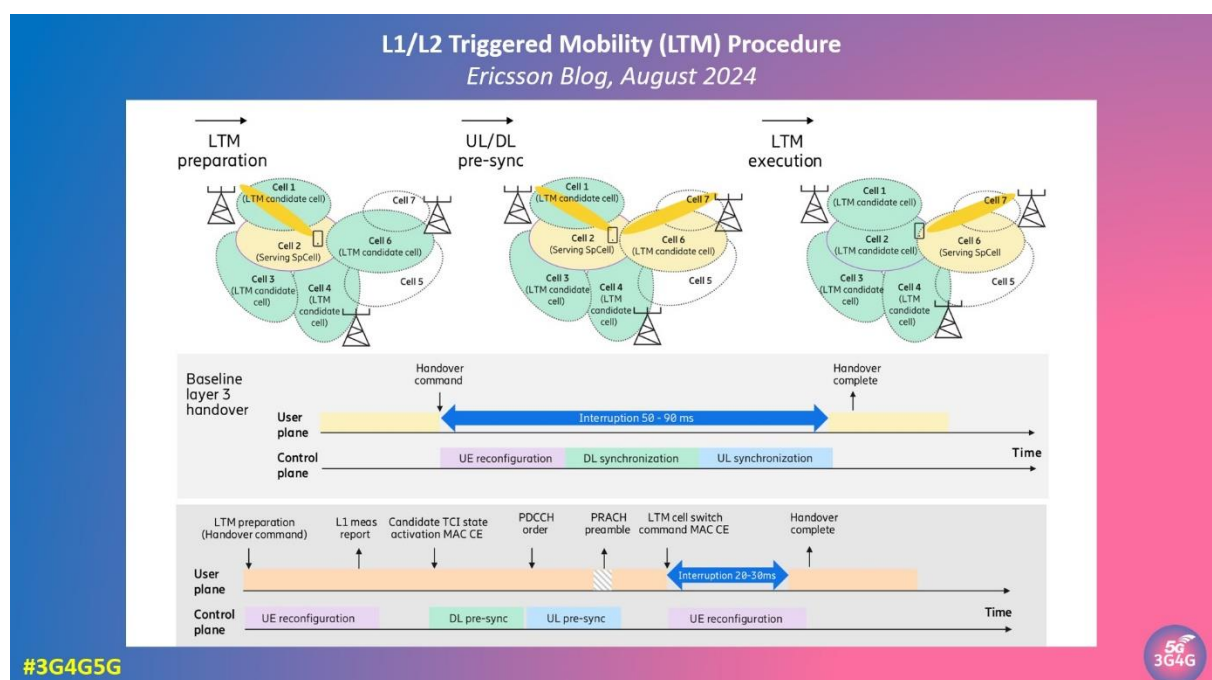 L1/L2 Triggered Mobility (LTM) Procedure
Ericsson Blog, August 2024
LTM
preparation
Cell 1
(LTM candidate cell)
Cell 7
Cell 2
(Serving SpCell)
Cell 6
(LTM candidate cell)
Cell 3
(LTM candidate
cell)
Cell 4
(LTM
candidate
cell)
Cell 5
UL/DL
pre-sync
Cell 1
(LTM candidate cell)
Cell 7
Cell 2
(Serving SpCell)
Cell 6
(LTM candidate cell)
Cell 3
(LTM candidate
cell)
Cell 4
(LTM
candidate
cell)
Cell 5
LTM
execution
Cell 1
(LTM candidate cell)
Cell 7
Cell 2
(LTM candidate cell)
Cell 6
(Serving SpCell)
Cell 3
(LTM candidate
cell)
Cell 4
(LTM
candidate
cell)
Cell 5
Baseline
layer 3
handover
Handover
command
Handover
complete
User
plane
Interruption 50 - 90 ms
Control
plane
UE reconfiguration
DL synchronization
UL synchronization
Time
LTM preparation
(Handover command)
L1 meas
report
Candidate TCI state
activation MAC CE
PDCCH
order
PRACH
preamble
LTM cell switch
command MAC CE
Handover
complete
User
plane
Interruption 20-30ms
Control
plane
UE reconfiguration
DL pre-sync
UL pre-sync
UE reconfiguration
Time
#3G4G5G
5G
3G4G